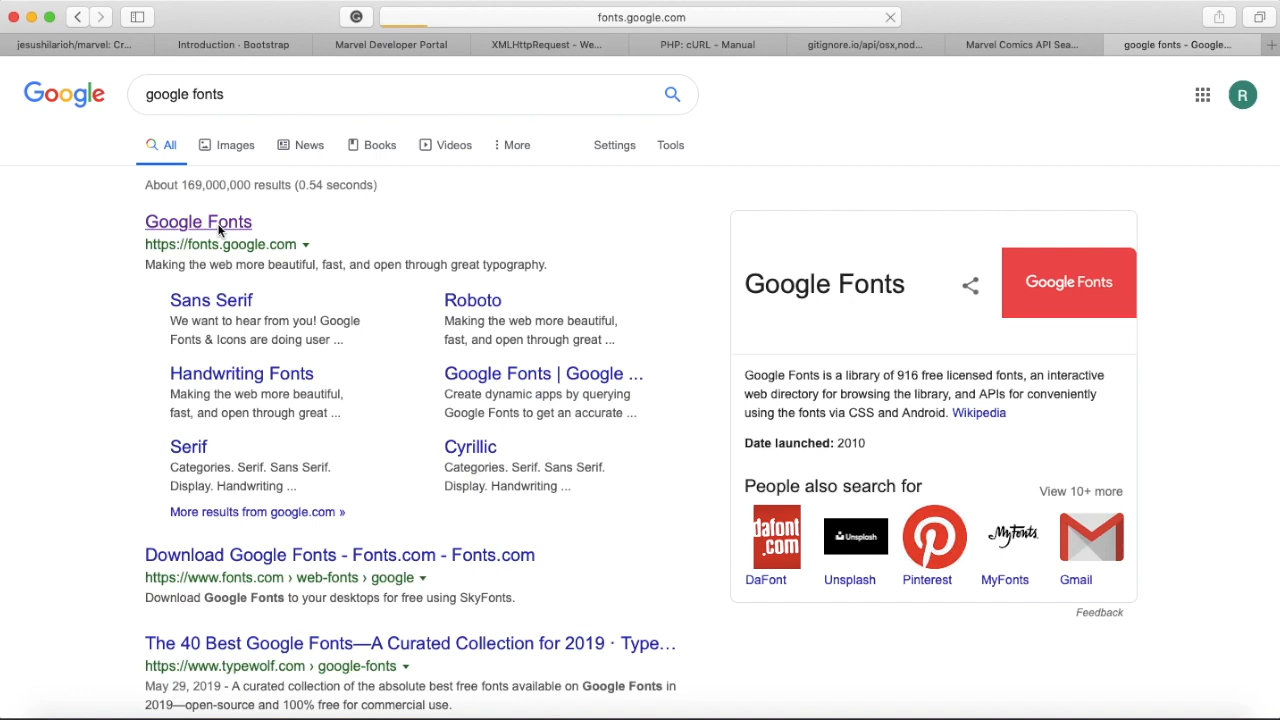 fonts.google.com
jesushilarioh/marvel: Cr...
Introduction · Bootstrap
Marvel Developer Portal
XMLHttpRequest - We...
PHP: cURL - Manual
gitignore.io/api/osx,nod...
Marvel Comics API Sea...
google fonts - Google...
Google
google fonts
R
All
Images
News
Books
Videos
More
Settings
Tools
About 169,000,000 results (0.54 seconds)
Google Fonts
https://fonts.google.com
Making the web more beautiful, fast, and open through great typography.
Sans Serif
We want to hear from you! Google
Fonts & Icons are doing user ...
Roboto
Making the web more beautiful,
fast, and open through great ...
Handwriting Fonts
Making the web more beautiful,
fast, and open through great ...
Google Fonts | Google ...
Create dynamic apps by querying
Google Fonts to get an accurate ...
Serif
Categories. Serif. Sans Serif.
Display. Handwriting ...
Cyrillic
Categories. Serif. Sans Serif.
Display. Handwriting ...
More results from google.com »
Download Google Fonts - Fonts.com - Fonts.com
https://www.fonts.com › web-fonts › google
Download Google Fonts to your desktops for free using SkyFonts.
The 40 Best Google Fonts—A Curated Collection for 2019 · Type...
https://www.typewolf.com › google-fonts
May 29, 2019 - A curated collection of the absolute best free fonts available on Google Fonts in
2019—open-source and 100% free for commercial use.
Google Fonts
Google Fonts
Google Fonts is a library of 916 free licensed fonts, an interactive
web directory for browsing the library, and APIs for conveniently
using the fonts via CSS and Android. Wikipedia
Date launched: 2010
People also search for
View 10+ more
dafont
.com
Unsplash
MyFonts
DaFont
Unsplash
Pinterest
MyFonts
Gmail
Feedback